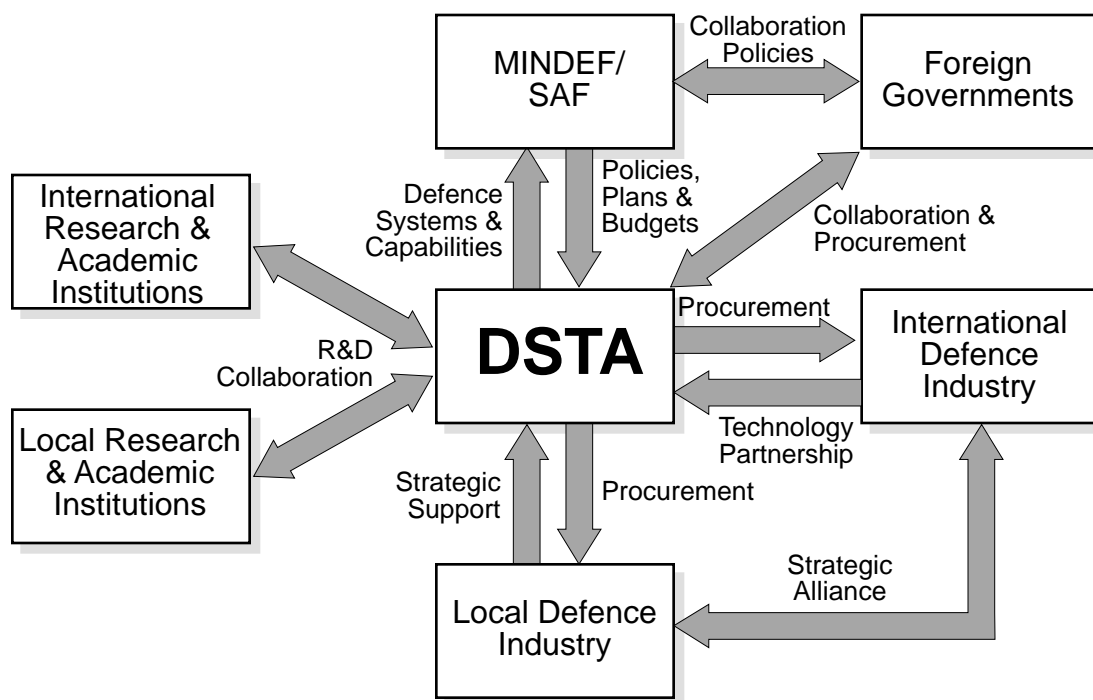 MINDEF/
SAF
Collaboration
Policies
Foreign
Governments
International
Research &
Academic
Institutions
Defence
Systems &
Capabilities
Policies,
Plans &
Budgets
Collaboration &
Procurement
R&D
Collaboration
DSTA
Procurement
International
Defence
Industry
Technology
Partnership
Local Research
& Academic
Institutions
Strategic
Support
Procurement
Local Defence
Industry
Strategic
Alliance